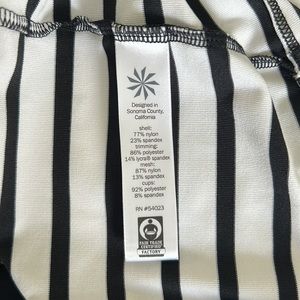 Designed in
Sonoma County,
California
shell:
77% nylon
23% spandex
trimming:
86% polyester
14% lycra® spandex
mesh:
87% nylon
13% spandex
cups:
92% polyester
8% spandex
RN #54023
FAIR TRADE
CERTIFIED
FACTORY